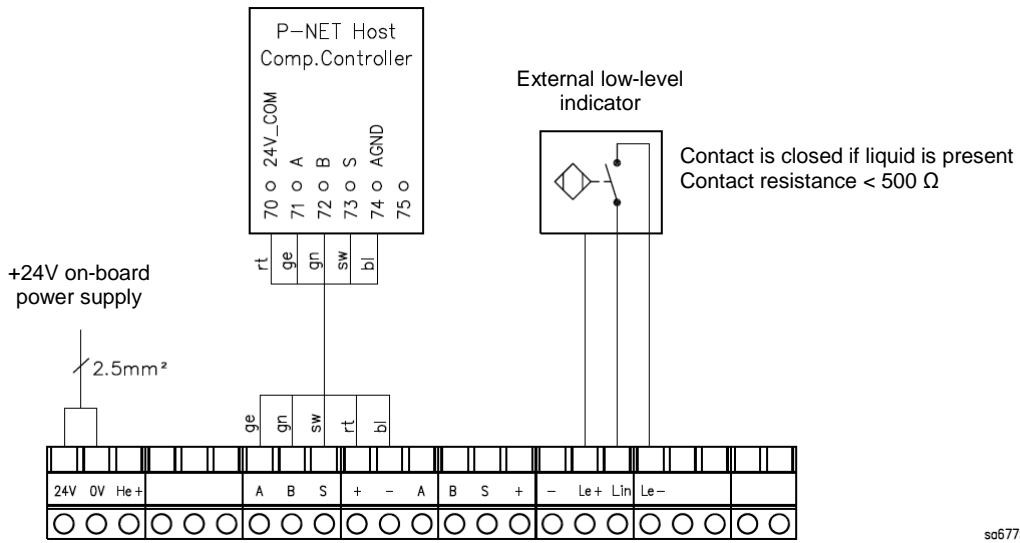 P-NET Host
Comp.Controller
70 24V_COM
71 A
72 B
73 S
74 AGND
75
rt ge gn sw bl
External low-level
indicator
Contact is closed if liquid is present
Contact resistance < 500 Ω
+24V on-board
power supply
2.5mm²
ge gn sw rt bl
24V 0V He+ A B S + - A B S + - Le+ Lin Le-
sa677